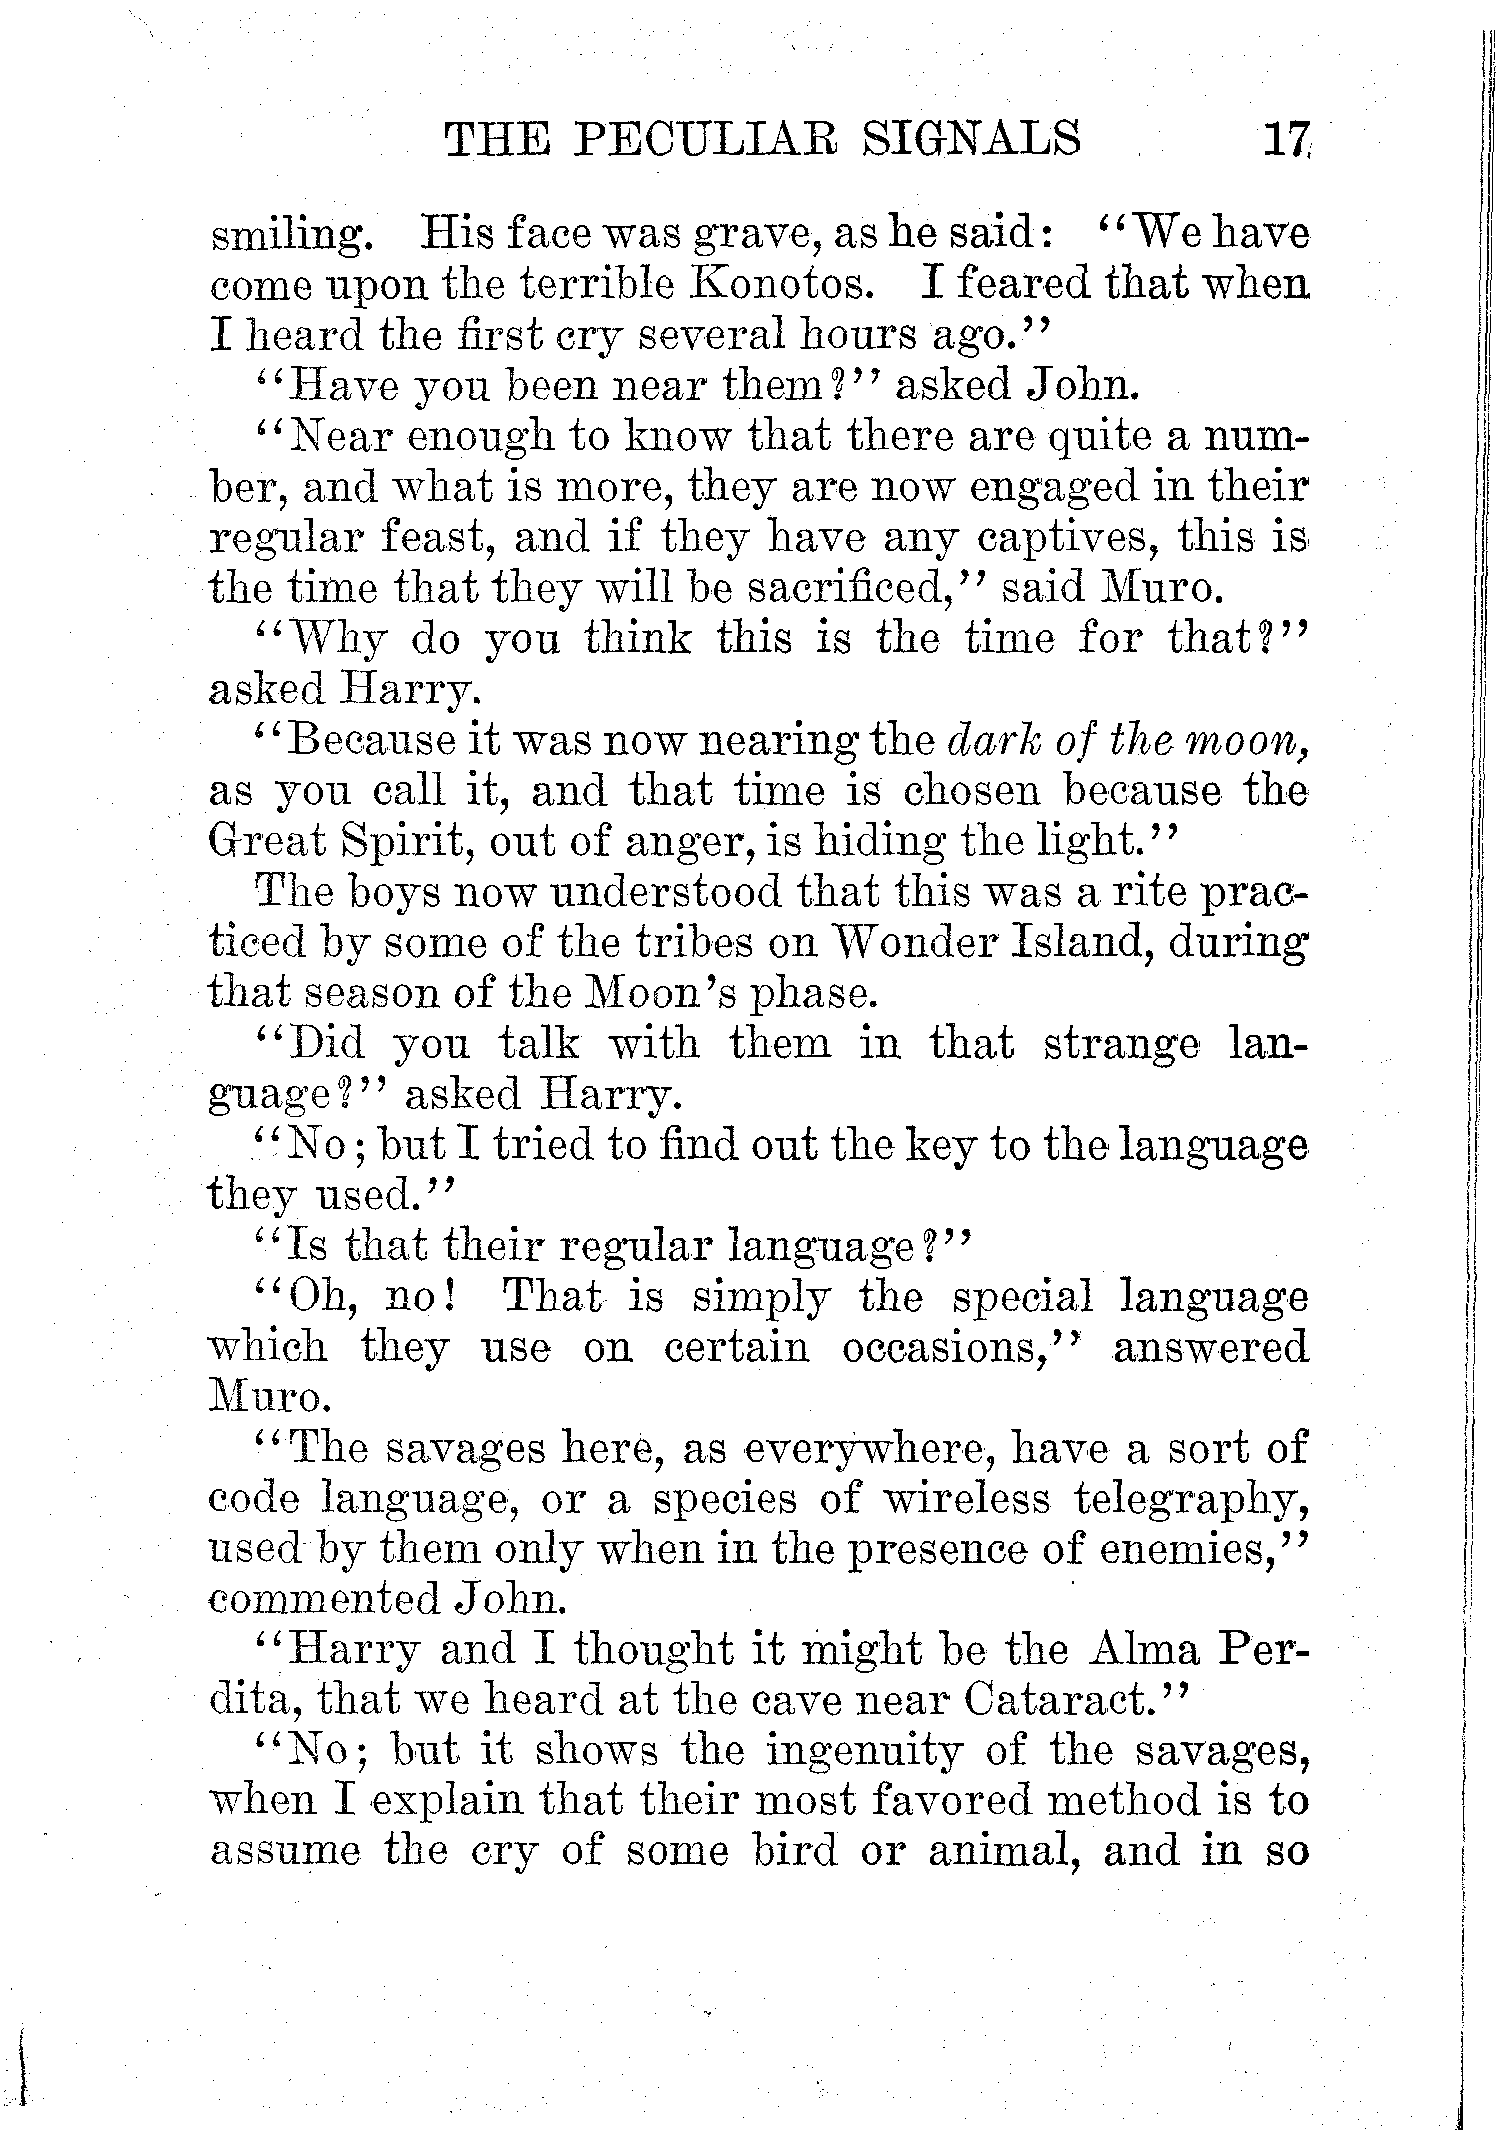 THE PECULIAR SIGNALS 17
smiling. His face was grave, as he said: "We have
come upon the terrible Konotos. I feared that when
I heard the first cry several hours ago."
"Have you been near them?" asked John.
"Near enough to know that there are quite a num-
ber, and what is more, they are now engaged in their
regular feast, and if they have any captives, this is
the time that they will be sacrificed," said Muro.
"Why do you think this is the time for that?"
asked Harry.
"Because it was now nearing the dark of the moon,
as you call it, and that time is chosen because the
Great Spirit, out of anger, is hiding the light."
The boys now understood that this was a rite prac-
ticed by some of the tribes on Wonder Island, during
that season of the Moon's phase.
"Did you talk with them in that strange lan-
guage?" asked Harry.
"No; but I tried to find out the key to the language
they used."
"Is that their regular language?"
"Oh, no! That is simply the special language
which they use on certain occasions," answered
Muro.
"The savages here, as everywhere, have a sort of
code language, or a species of wireless telegraphy,
used by them only when in the presence of enemies,"
commented John.
"Harry and I thought it might be the Alma Per-
dita, that we heard at the cave near Cataract."
"No; but it shows the ingenuity of the savages,
when I explain that their most favored method is to
assume the cry of some bird or animal, and in so